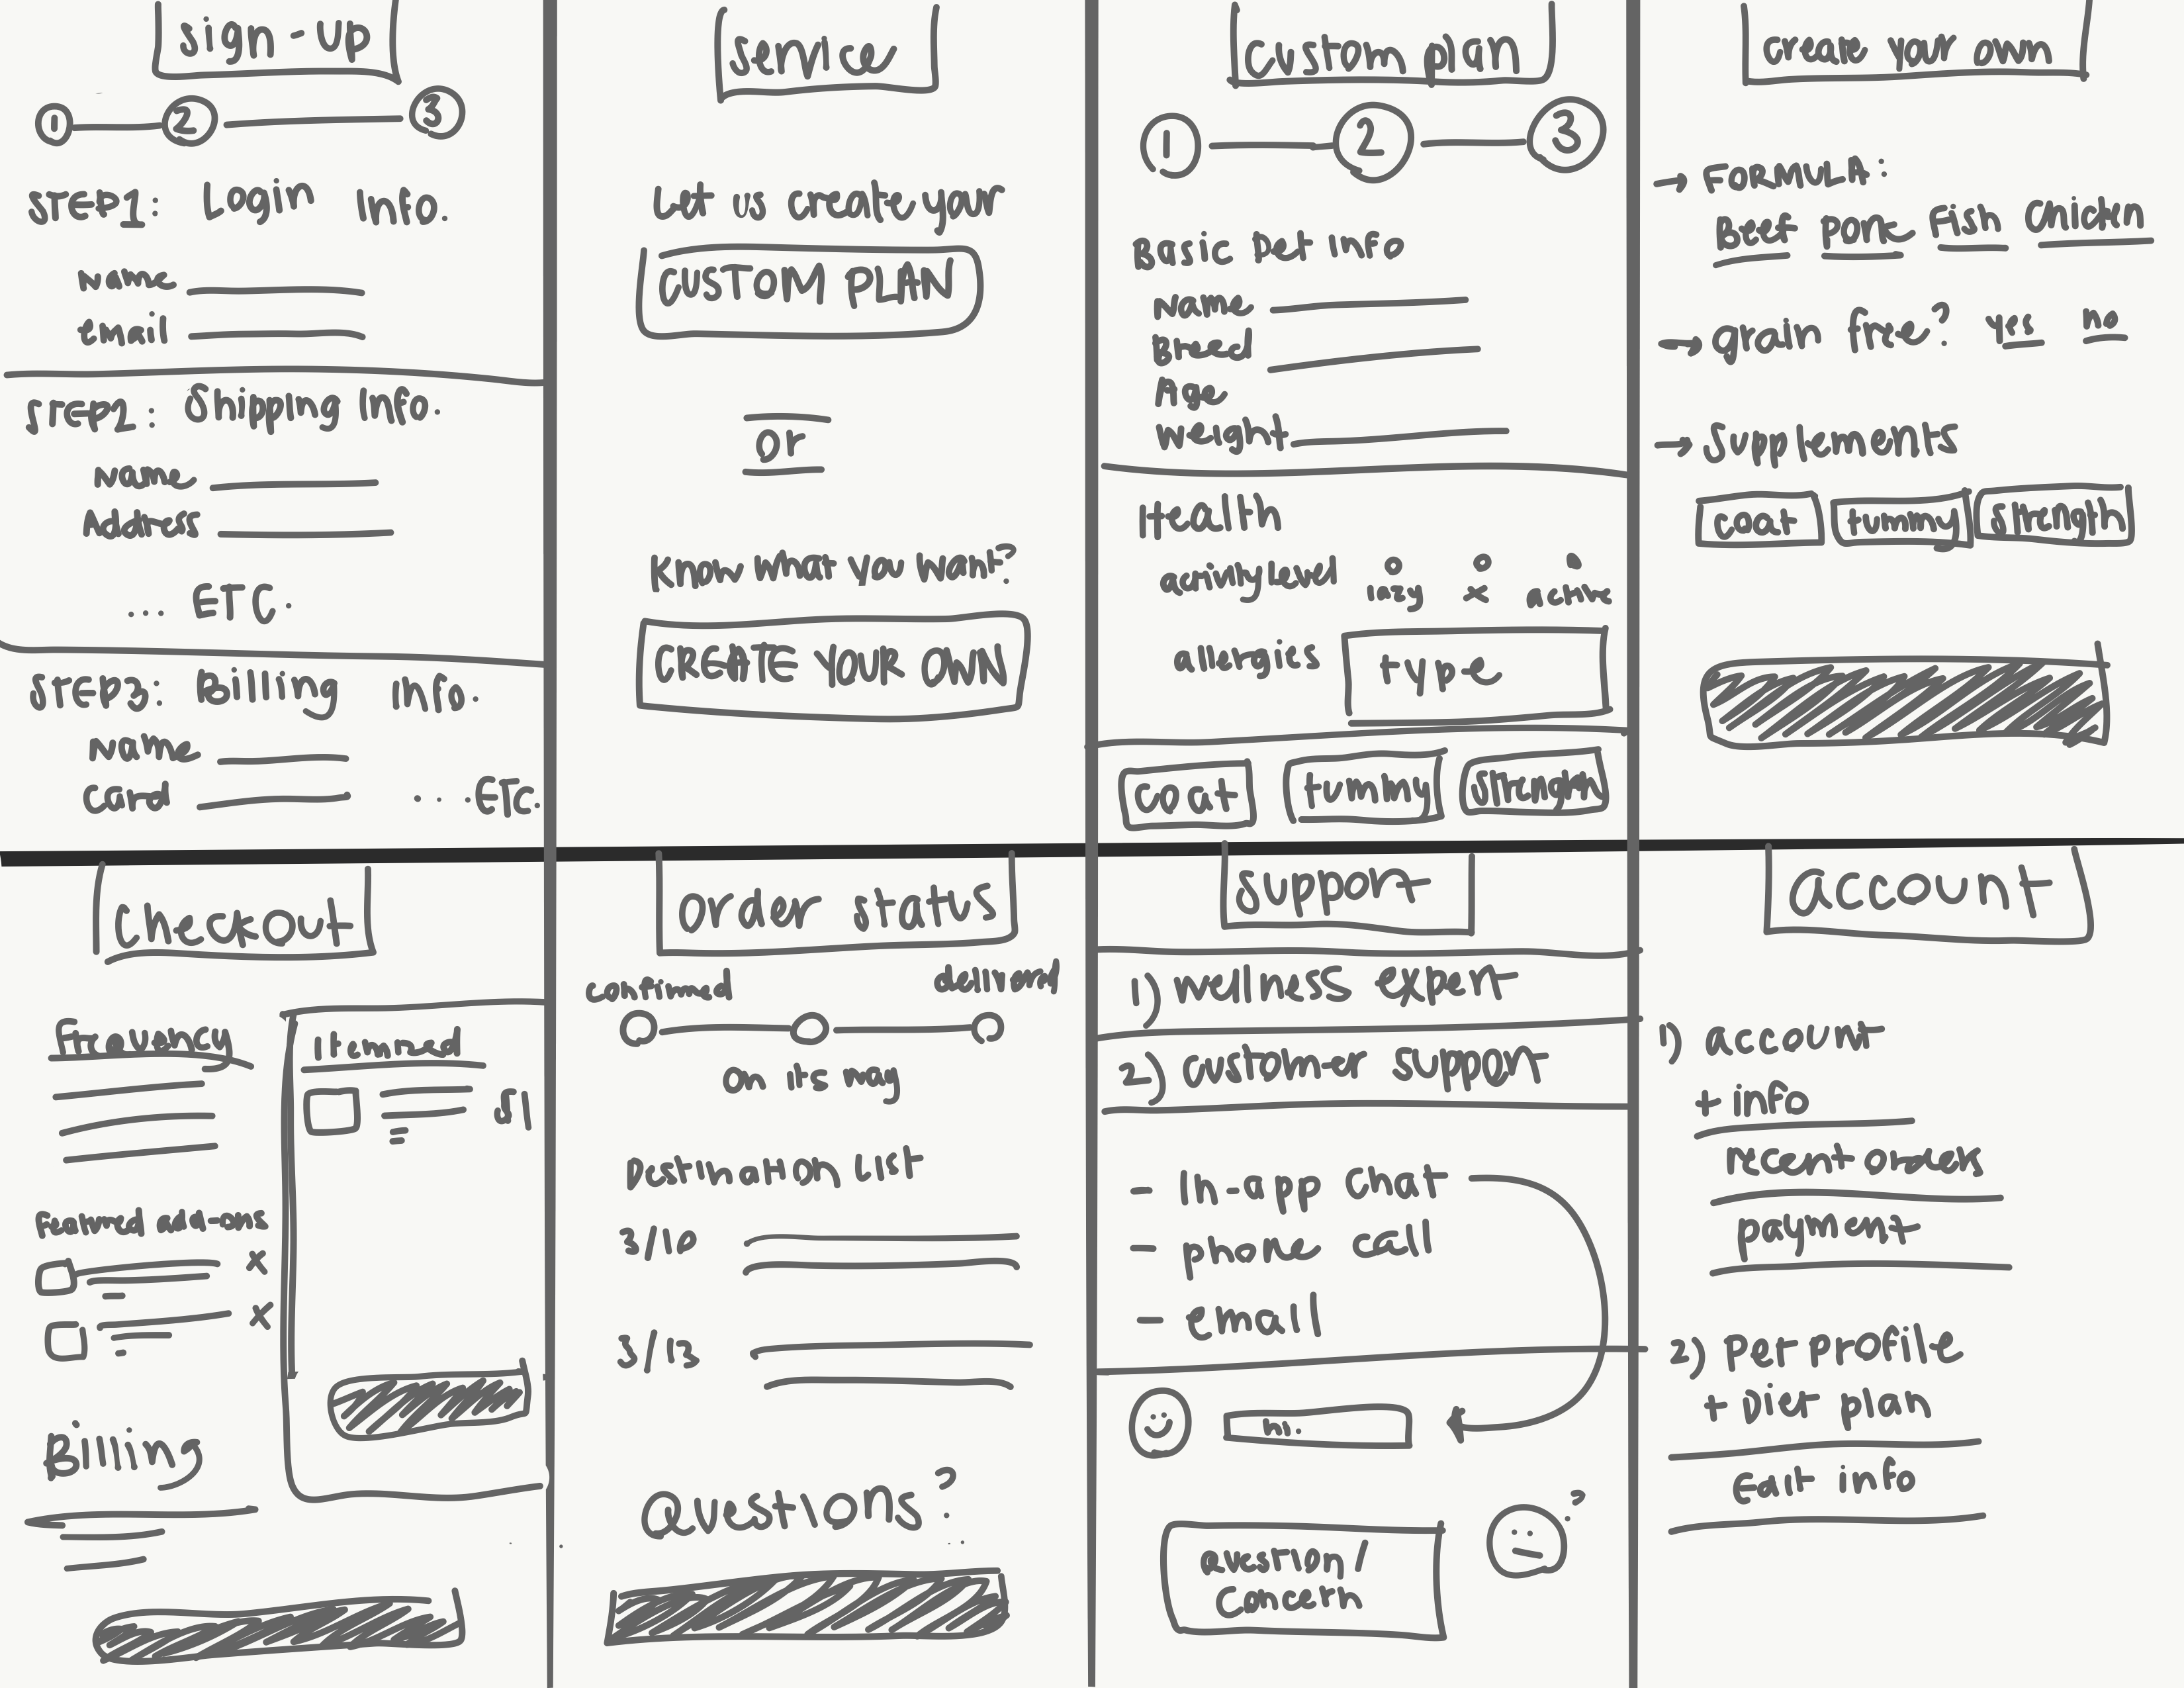 sign-up
1 2 3
STEP1: Login Info.
name
email
STEP2: Shipping Info.
Name
Address
... ETC.
STEP3: Billing Info.
Name
Card ...ETC.
service
Let us create your
CUSTOM PLAN
or
Know what you want?
CREATE YOUR OWN
custom plan
1 2 3
Basic Pet Info
Name
Breed
Age
Weight
Health
activity level lazy x active
allergies type
coat tummy strength
create your own
→ FORMULA:
Beef Pork Fish Chicken
→ grain free? yes no
→ Supplements
coat tummy strength
checkout
Frequency
Featured add-ons
x
x
Billing
Itemized
$1
order status
confirmed delivered
on its way
Destination List
3/10
3/13
Questions?
support
1) wellness expert
2) customer support
- In-app chat
- phone call
- email
hi.
?
question/
concern
account
1) account
+ info
recent orders
payment
2) Pet profile
+ Diet plan
Edit info